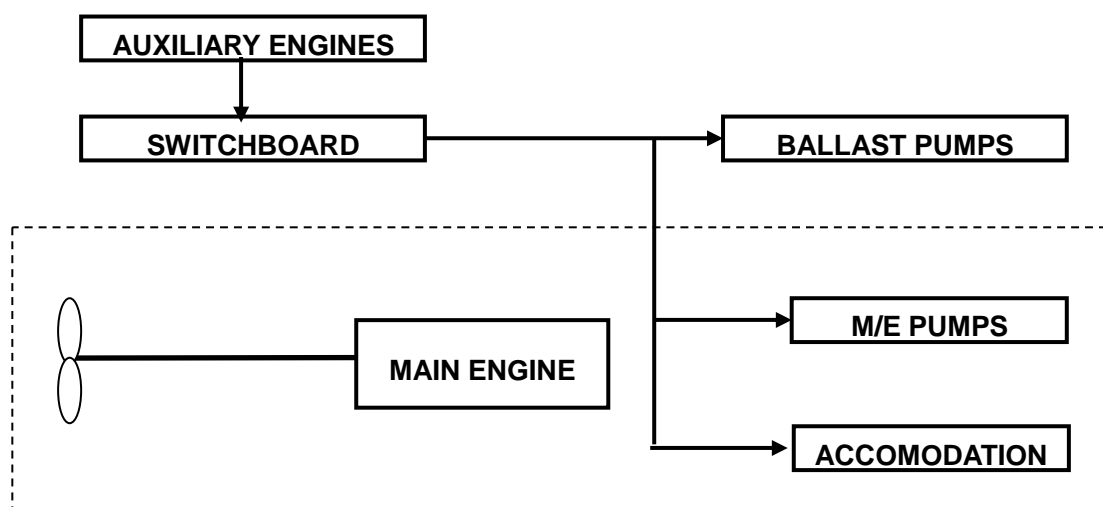 AUXILIARY ENGINES
SWITCHBOARD
BALLAST PUMPS
M/E PUMPS
MAIN ENGINE
ACCOMODATION